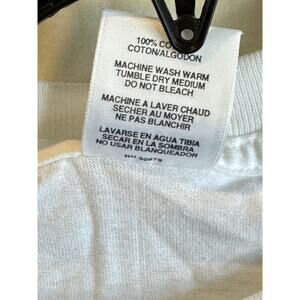 100% CO
COTON/ALGODON
MACHINE WASH WARM
TUMBLE DRY MEDIUM
DO NOT BLEACH
MACHINE A LAVER CHAUD
SECHER AU MOYER
NE PAS BLANCHIR
LAVARSE EN AGUA TIBIA
SECAR EN LA SOMBRA
NO USAR BLANQUEADOR